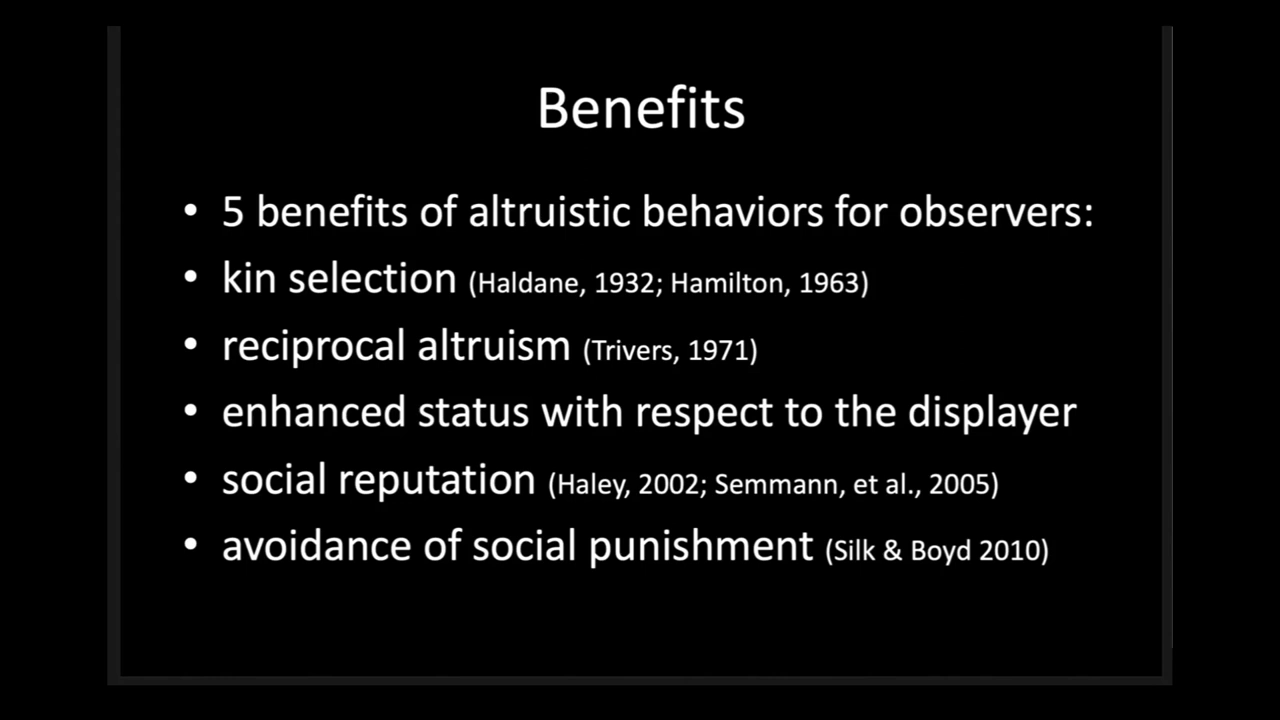 Benefits
• 5 benefits of altruistic behaviors for observers:
• kin selection (Haldane, 1932; Hamilton, 1963)
• reciprocal altruism (Trivers, 1971)
• enhanced status with respect to the displayer
• social reputation (Haley, 2002; Semmann, et al., 2005)
• avoidance of social punishment (Silk & Boyd 2010)